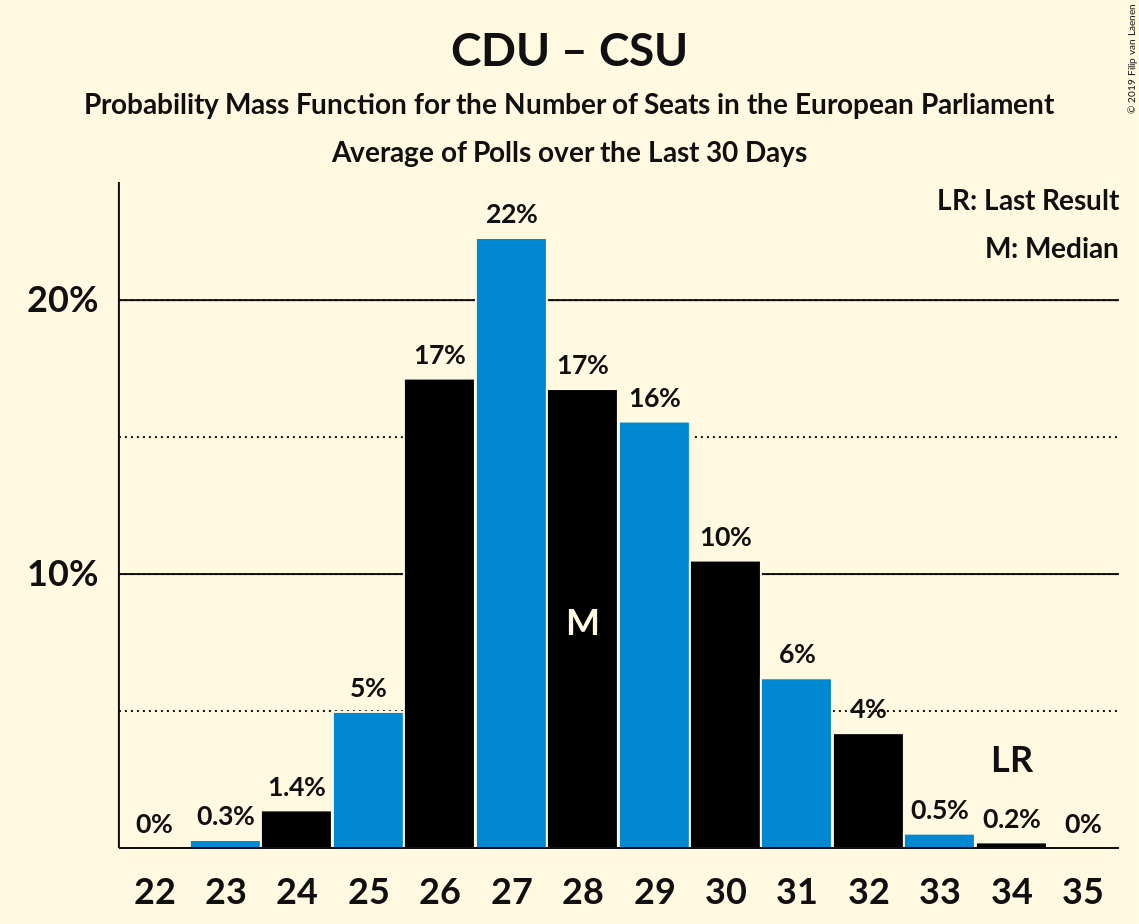 CDU – CSU
Probability Mass Function for the Number of Seats in the European Parliament
Average of Polls over the Last 30 Days
© 2019 Filip van Laenen
LR: Last Result
M: Median
22%
20%
17%
17%
16%
10%
10%
M
6%
5%
4%
LR
1.4%
0.3%
0.5%
0.2%
0%
0%
22 23 24 25 26 27 28 29 30 31 32 33 34 35